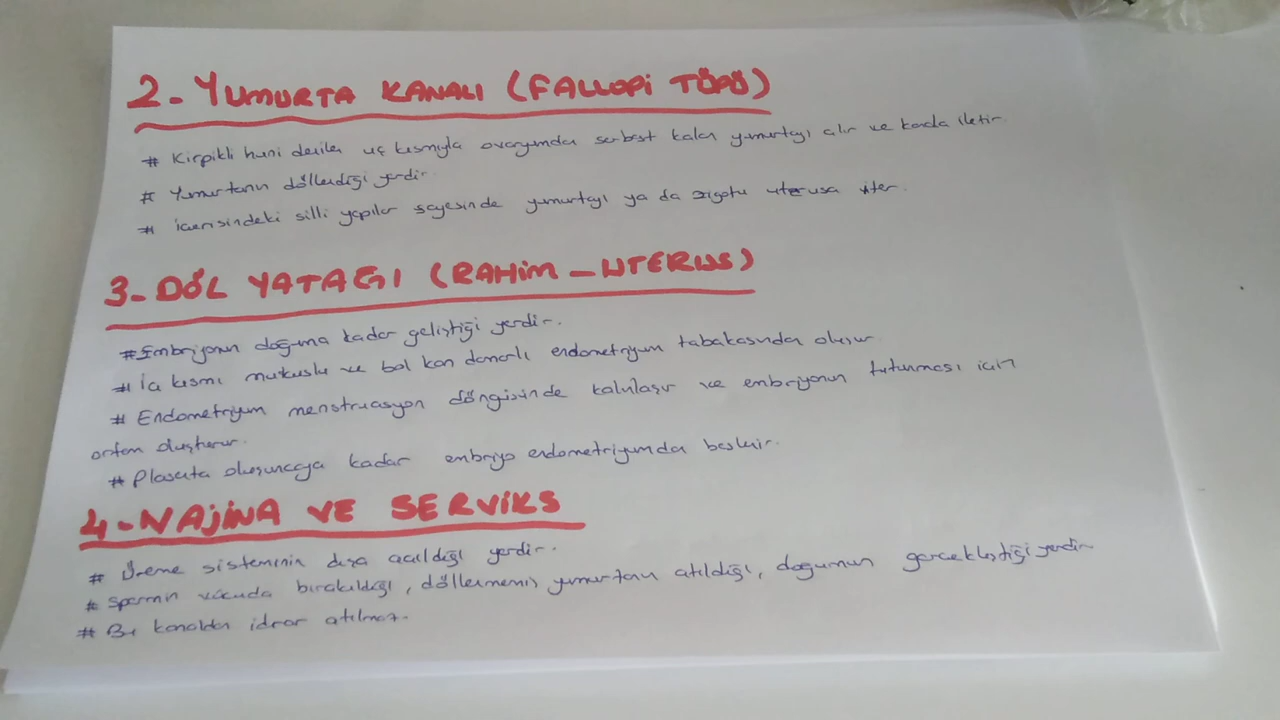 2- YUMURTA KANALI (FALLOPİ TÜPÜ)
# Kirpikli huni denilen uç kısmıyla ovaryumdan serbest kalan yumurtayı alır ve kanala iletir.
# Yumurtanın döllendiği yerdir.
# İçerisindeki silli yapılar sayesinde yumurtayı ya da zigotu uterusa iter.
3- DÖL YATAĞI (RAHİM - UTERUS)
# Embriyonun doğuma kadar geliştiği yerdir.
# İç kısmı mukuslu ve bol kan damarlı endometriyum tabakasından oluşur.
# Endometriyum menstruasyon döngüsünde kalınlaşır ve embriyonun tutunması için
ortam oluşturur.
# Plasenta oluşuncaya kadar embriyo endometriyumdan beslenir.
4- VAJİNA VE SERVİKS
# Üreme sisteminin dışa açıldığı yerdir.
# Spermin vücuda bırakıldığı, döllenmemiş yumurtanın atıldığı, doğumun gerçekleştiği yerdir
# Bu kanaldan idrar atılmaz.